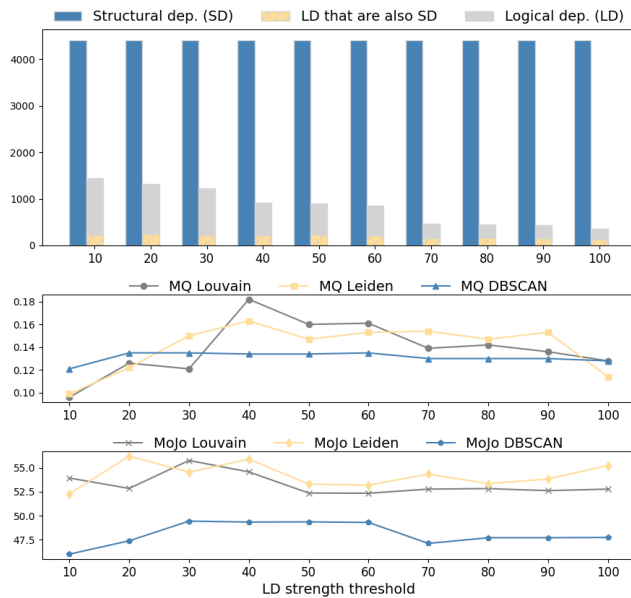 Structural dep. (SD) LD that are also SD Logical dep. (LD)
4000
3000
2000
1000
0
10 20 30 40 50 60 70 80 90 100
MQ Louvain MQ Leiden MQ DBSCAN
0.18
0.16
0.14
0.12
0.10
10 20 30 40 50 60 70 80 90 100
MoJo Louvain MoJo Leiden MoJo DBSCAN
55.0
52.5
50.0
47.5
10 20 30 40 50 60 70 80 90 100
LD strength threshold